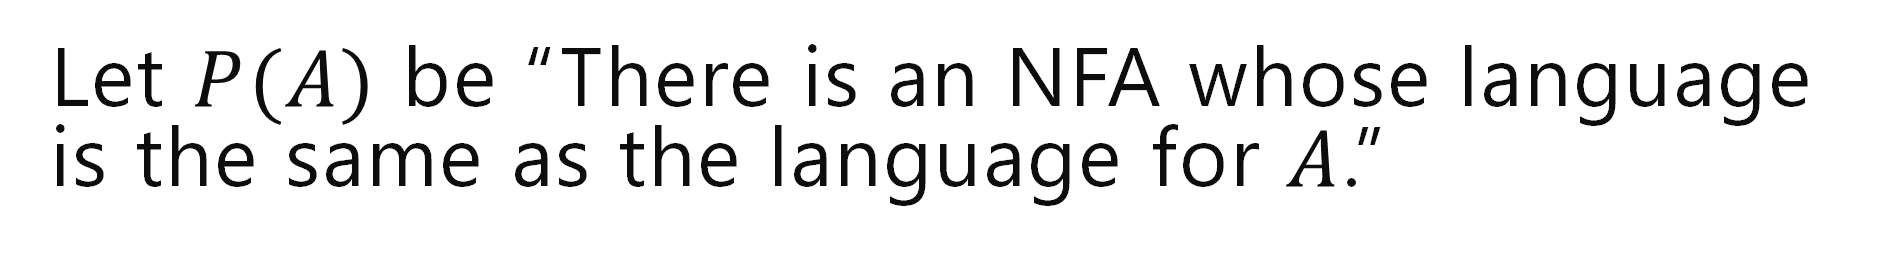 Let P(A) be “There is an NFA whose language
is the same as the language for A.”